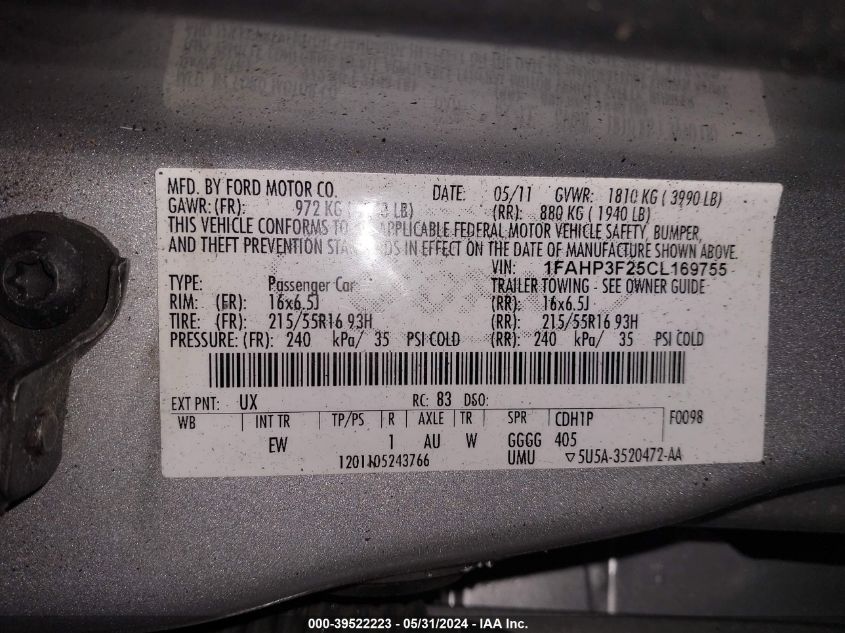 MFD. BY FORD MOTOR CO. DATE: 05/11 GVWR: 1810 KG ( 3990 LB)
GAWR: (FR): 972 KG ( LB) (RR): 880 KG ( 1940 LB)
THIS VEHICLE CONFORMS TO APPLICABLE FEDERAL MOTOR VEHICLE SAFETY, BUMPER,
AND THEFT PREVENTION STANDARDS IN EFFECT ON THE DATE OF MANUFACTURE SHOWN ABOVE.
VIN: 1FAHP3F25CL169755
TYPE: Passenger Car TRAILER TOWING - SEE OWNER GUIDE
RIM: (FR): 16x6.5J (RR): 16x6.5J
TIRE: (FR): 215/55R16 93H (RR): 215/55R16 93H
PRESSURE: (FR): 240 kPa/ 35 PSI COLD (RR): 240 kPa/ 35 PSI COLD
EXT PNT: UX RC: 83 DSO:
WB INT TR TP/PS R AXLE TR SPR CDH1P F0098
EW 1 AU W GGGG 405
1201105243766 UMU ▽5U5A-3520472-AA
000-39522223 - 05/31/2024 - IAA Inc.